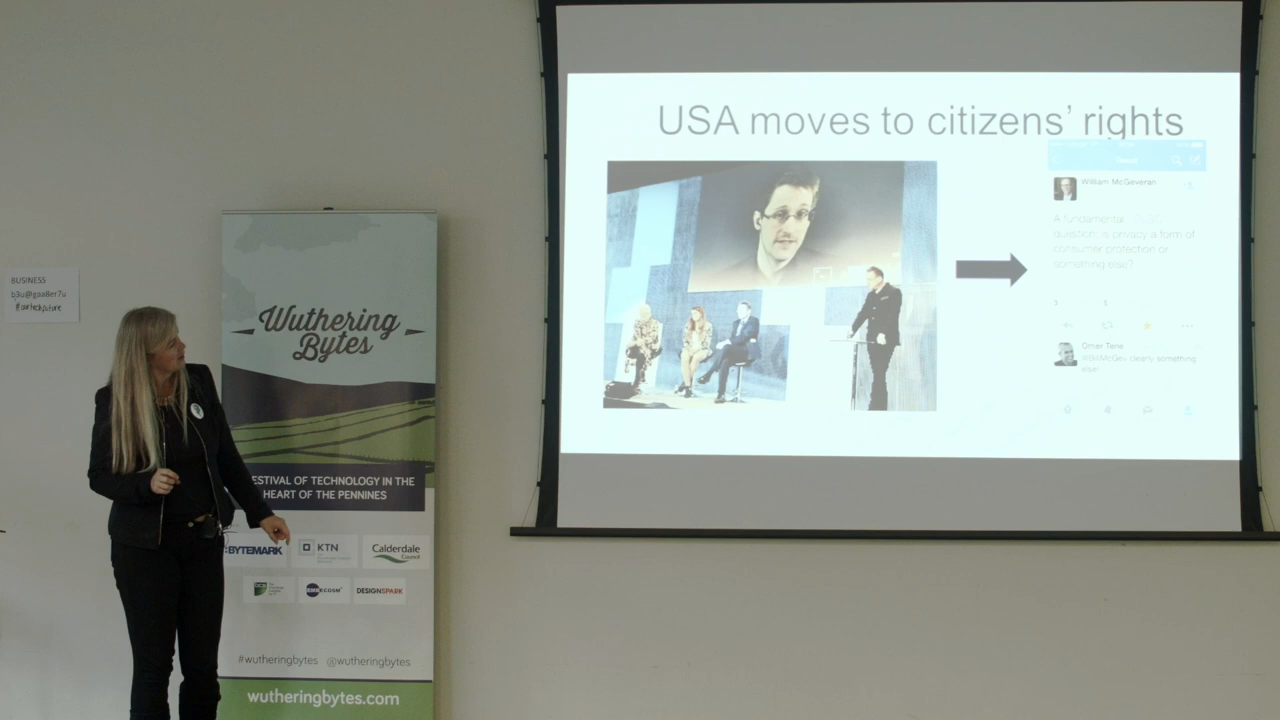 USA moves to citizens' rights
William McGeveran
A fundamental
question: is privacy a form of
consumer protection or
something else?
Omer Tene
@BillMcGev clearly something
else!
BUSINESS
Wuthering
Bytes
FESTIVAL OF TECHNOLOGY IN THE
HEART OF THE PENNINES
BYTEMARK
KTN
Calderdale
Council
DESIGNSPARK
#wutheringbytes @wutheringbytes
wutheringbytes.com